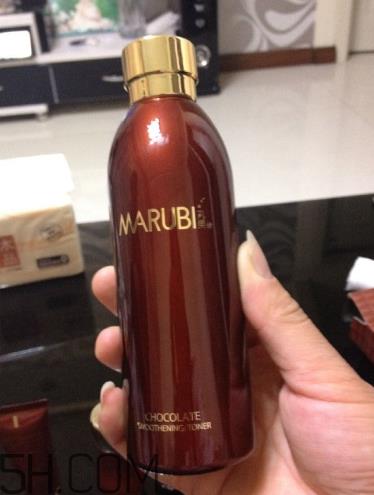 MARUBI
CHOCOLATE
SMOOTHENING TONER
5H.COM